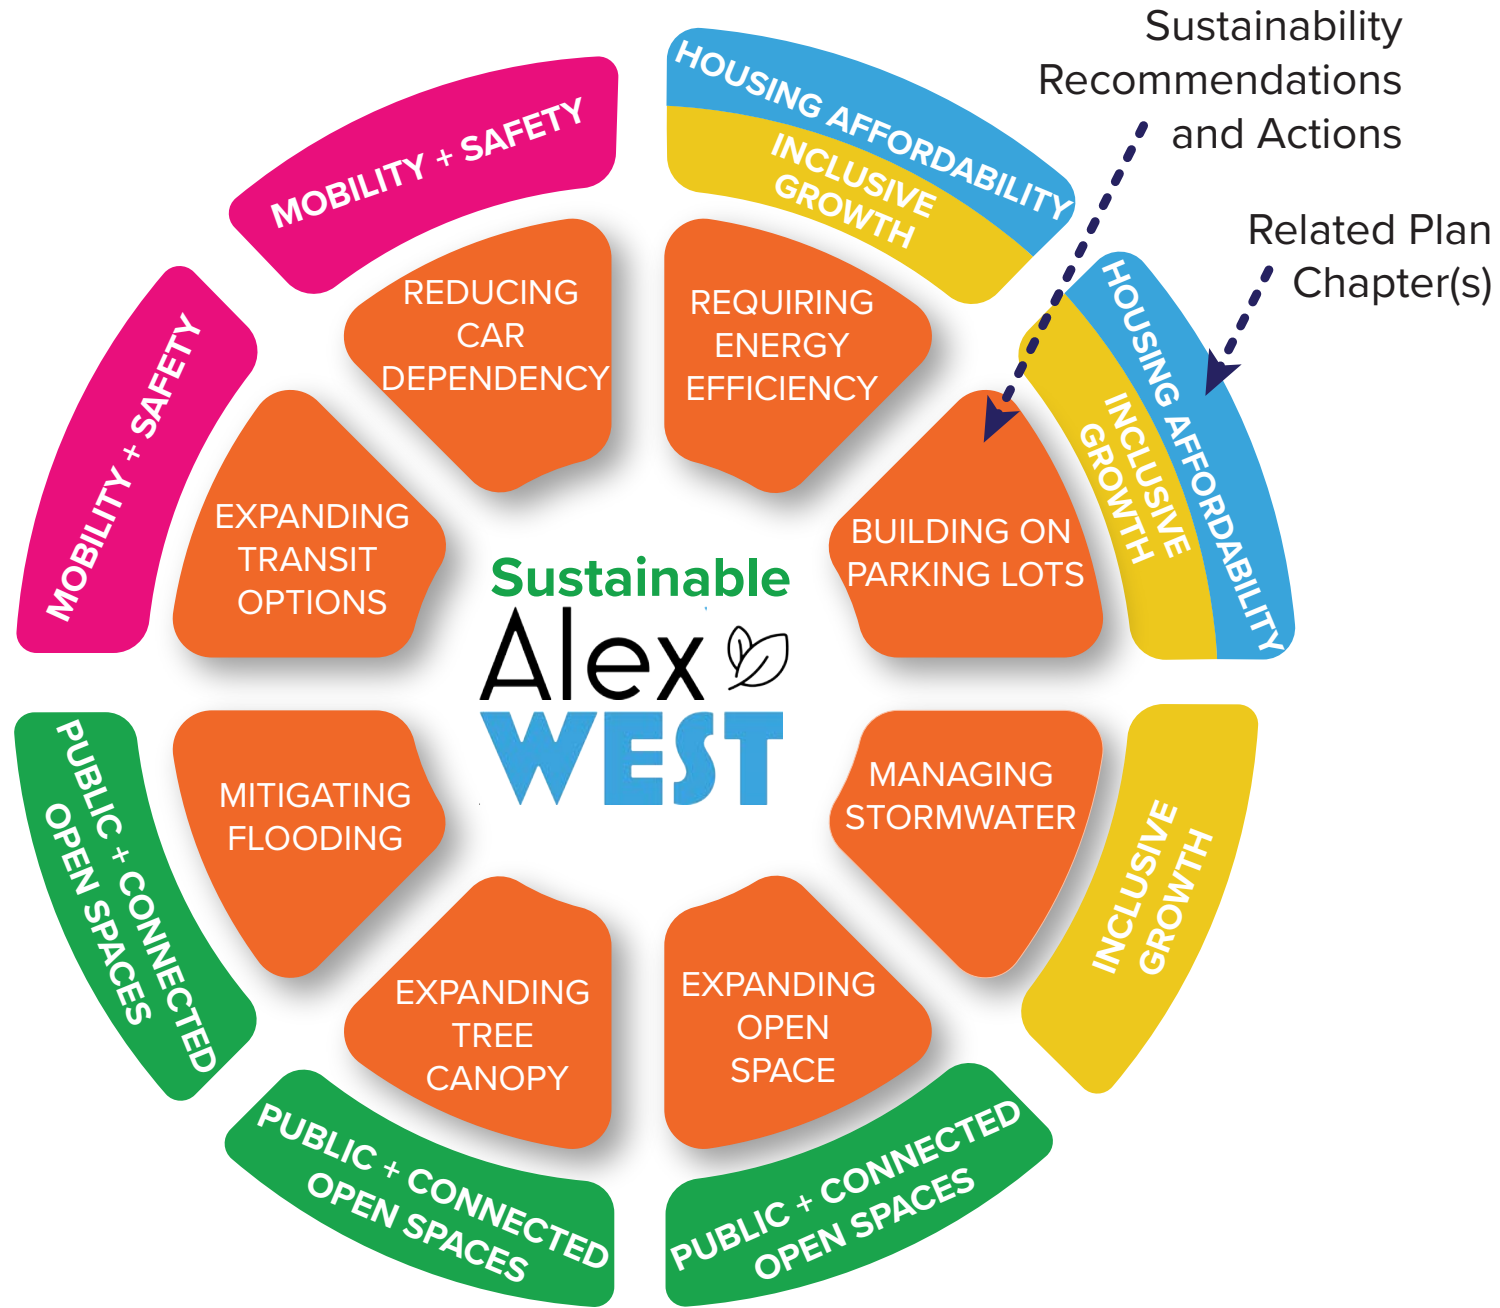 Sustainability
Recommendations
and Actions
Related Plan
Chapter(s)
HOUSING AFFORDABILITY
INCLUSIVE
GROWTH
REQUIRING
ENERGY
EFFICIENCY
HOUSING AFFORDABILITY
INCLUSIVE
GROWTH
BUILDING ON
PARKING LOTS
INCLUSIVE
GROWTH
MANAGING
STORMWATER
PUBLIC + CONNECTED
OPEN SPACES
EXPANDING
OPEN
SPACE
PUBLIC + CONNECTED
OPEN SPACES
EXPANDING
TREE
CANOPY
PUBLIC + CONNECTED
OPEN SPACES
MITIGATING
FLOODING
MOBILITY + SAFETY
EXPANDING
TRANSIT
OPTIONS
MOBILITY + SAFETY
REDUCING
CAR
DEPENDENCY
Sustainable
Alex
WEST